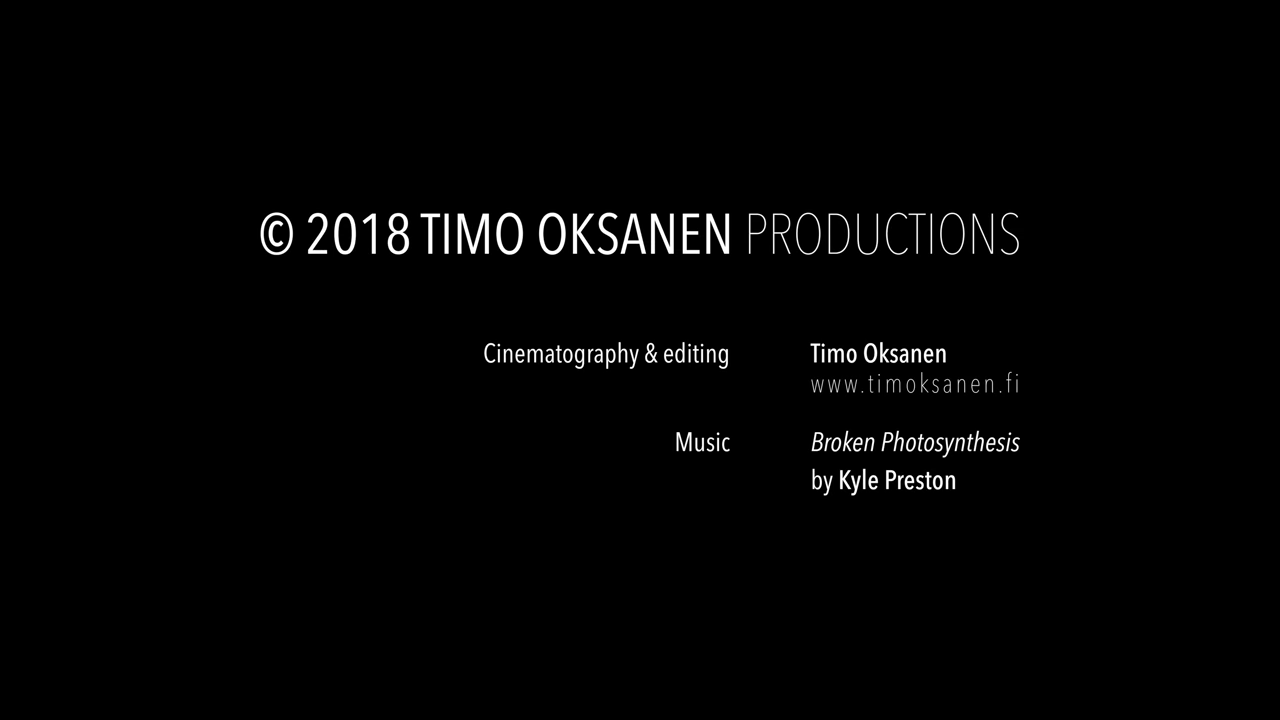 © 2018 TIMO OKSANEN PRODUCTIONS
Cinematography & editing Timo Oksanen
www.timoksanen.fi
Music Broken Photosynthesis
by Kyle Preston